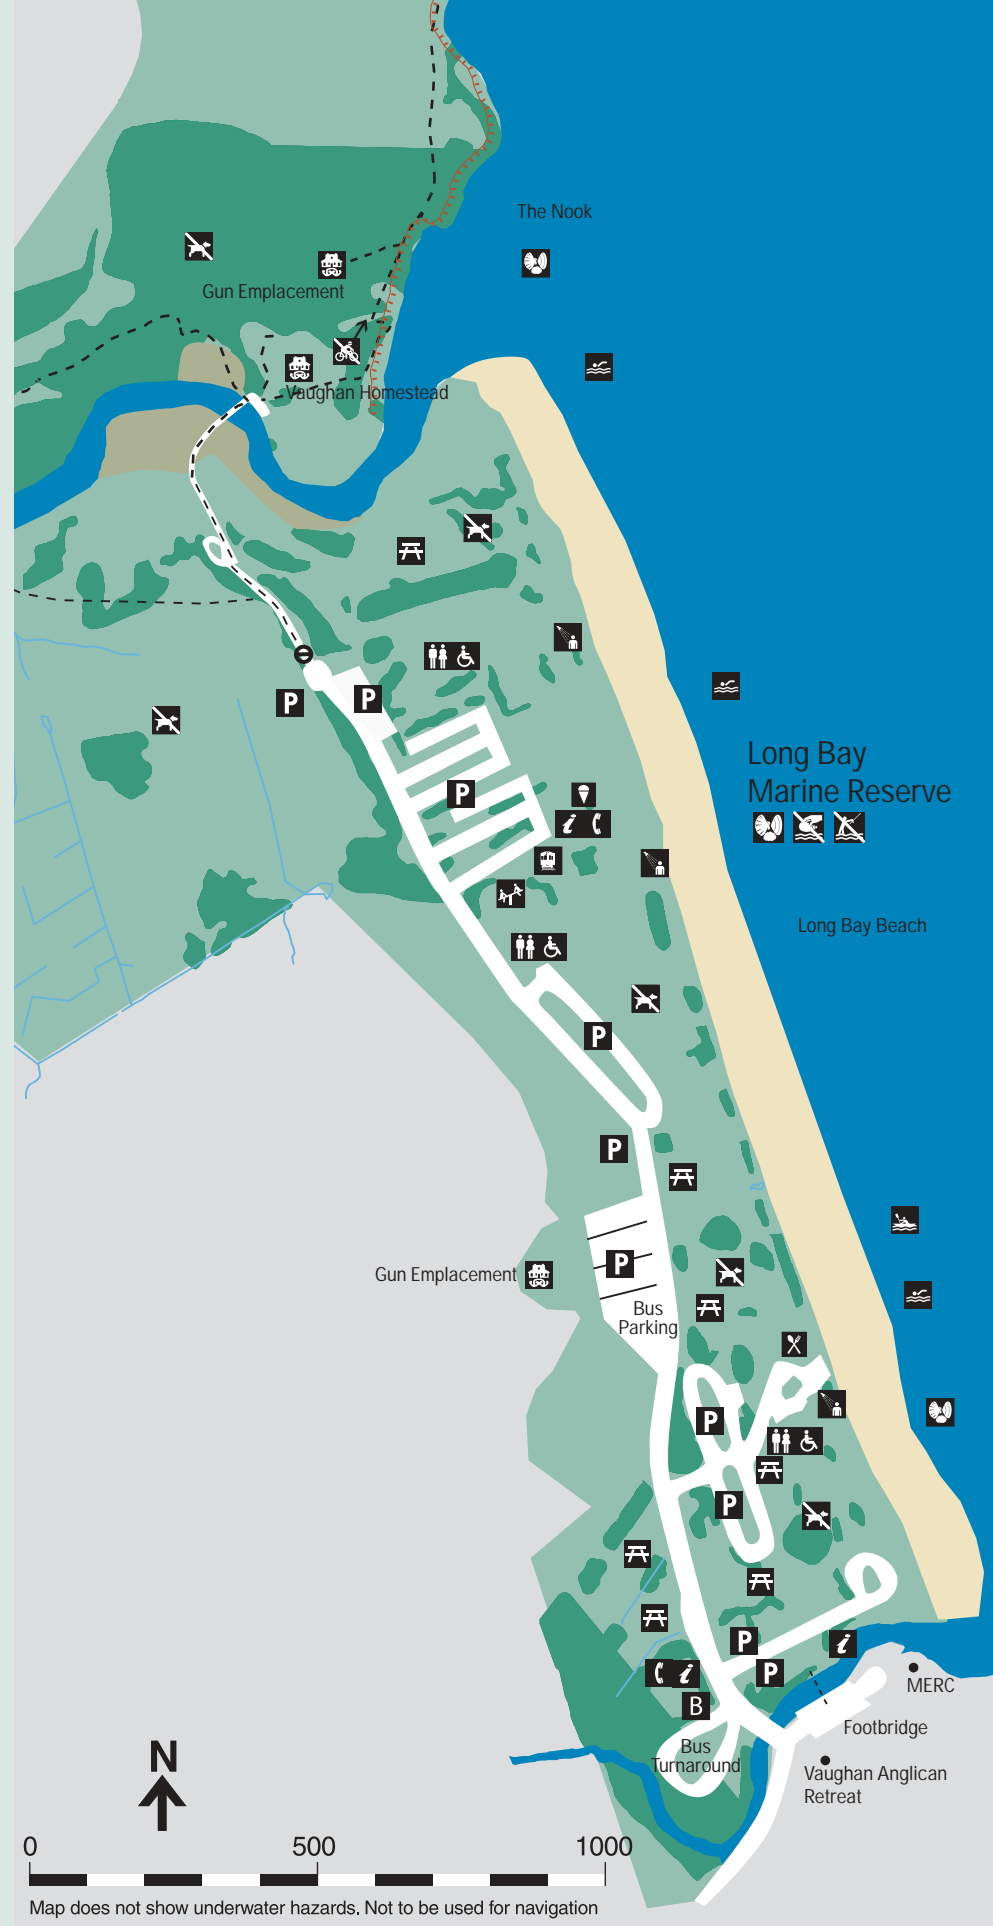 The Nook
Gun Emplacement
Vaughan Homestead
P
P
Long Bay
Marine Reserve
P
i
Long Bay Beach
P
P
P
Gun Emplacement
Bus
Parking
P
P
P
i
P
i
MERC
B
Footbridge
Bus
Turnaround
Vaughan Anglican
Retreat
N
0 500 1000
Map does not show underwater hazards. Not to be used for navigation